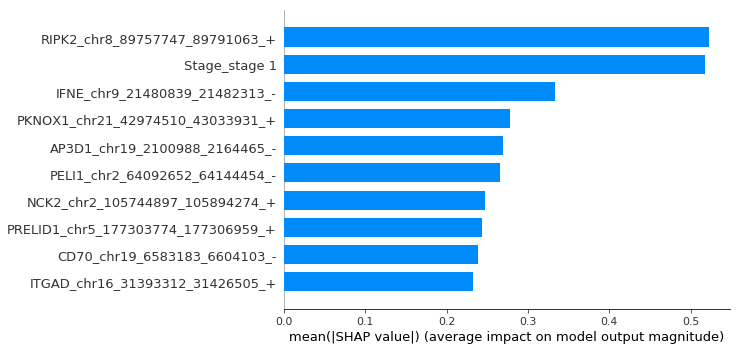 RIPK2_chr8_89757747_89791063_+
Stage_stage 1
IFNE_chr9_21480839_21482313_-
PKNOX1_chr21_42974510_43033931_+
AP3D1_chr19_2100988_2164465_-
PELI1_chr2_64092652_64144454_-
NCK2_chr2_105744897_105894274_+
PRELID1_chr5_177303774_177306959_+
CD70_chr19_6583183_6604103_-
ITGAD_chr16_31393312_31426505_+
0.0 0.1 0.2 0.3 0.4 0.5
mean(|SHAP value|) (average impact on model output magnitude)